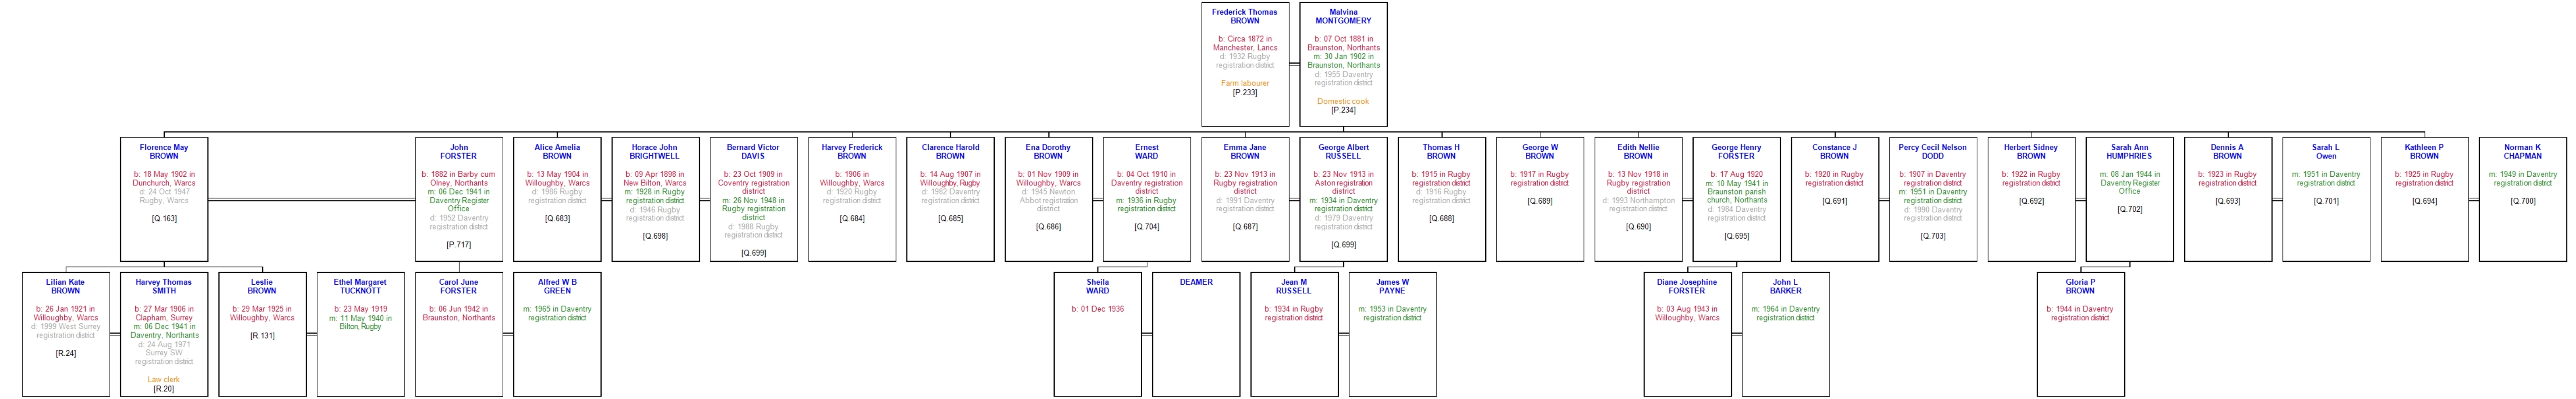 Frederick Thomas
BROWN
b: Circa 1872 in
Manchester, Lancs
d: 1932 Rugby
registration district
Farm labourer
[P.233]
Malvina
MONTGOMERY
b: 07 Oct 1881 in
Braunston, Northants
m: 30 Jan 1902 in
Braunston, Northants
d: 1955 Daventry
registration district
Domestic cook
[P.234]
Florence May
BROWN
b: 18 May 1902 in
Dunchurch, Warcs
d: 24 Oct 1947
Rugby, Warcs
[Q.163]
John
FORSTER
b: 1882 in Barby cum
Olney, Northants
m: 06 Dec 1941 in
Daventry Register
Office
d: 1952 Daventry
registration district
[P.717]
Alice Amelia
BROWN
b: 13 May 1904 in
Willoughby, Warcs
d: 1986 Rugby
registration district
[Q.683]
Horace John
BRIGHTWELL
b: 09 Apr 1898 in
New Bilton, Warcs
m: 1928 in Rugby
registration district
d: 1946 Rugby
registration district
[Q.698]
Bernard Victor
DAVIS
b: 23 Oct 1909 in
Coventry registration
district
m: 26 Nov 1948 in
Rugby registration
district
d: 1988 Rugby
registration district
[Q.699]
Harvey Frederick
BROWN
b: 1906 in
Willoughby, Warcs
d: 1920 Rugby
registration district
[Q.684]
Clarence Harold
BROWN
b: 14 Aug 1907 in
Willoughby, Rugby
d: 1982 Daventry
registration district
[Q.685]
Ena Dorothy
BROWN
b: 01 Nov 1909 in
Willoughby, Warcs
d: 1945 Newton
Abbot registration
district
[Q.686]
Ernest
WARD
b: 04 Oct 1910 in
Daventry registration
district
m: 1936 in Rugby
registration district
[Q.704]
Emma Jane
BROWN
b: 23 Nov 1913 in
Rugby registration
district
d: 1991 Daventry
registration district
[Q.687]
George Albert
RUSSELL
b: 23 Nov 1913 in
Aston registration
district
m: 1934 in Daventry
registration district
d: 1979 Daventry
registration district
[Q.699]
Thomas H
BROWN
b: 1915 in Rugby
registration district
d: 1916 Rugby
registration district
[Q.688]
George W
BROWN
b: 1917 in Rugby
registration district
[Q.689]
Edith Nellie
BROWN
b: 13 Nov 1918 in
Rugby registration
district
d: 1993 Northampton
registration district
[Q.690]
George Henry
FORSTER
b: 17 Aug 1920
m: 10 May 1941 in
Braunston parish
church, Northants
d: 1984 Daventry
registration district
[Q.695]
Constance J
BROWN
b: 1920 in Rugby
registration district
[Q.691]
Percy Cecil Nelson
DODD
b: 1907 in Daventry
registration district
m: 1951 in Daventry
registration district
d: 1990 Daventry
registration district
[Q.703]
Herbert Sidney
BROWN
b: 1922 in Rugby
registration district
[Q.692]
Sarah Ann
HUMPHRIES
m: 08 Jan 1944 in
Daventry Register
Office
[Q.702]
Dennis A
BROWN
b: 1923 in Rugby
registration district
[Q.693]
Sarah L
Owen
m: 1951 in Daventry
registration district
[Q.701]
Kathleen P
BROWN
b: 1925 in Rugby
registration district
[Q.694]
Norman K
CHAPMAN
m: 1949 in Daventry
registration district
[Q.700]
Lilian Kate
BROWN
b: 26 Jan 1921 in
Willoughby, Warcs
d: 1999 West Surrey
registration district
[R.24]
Harvey Thomas
SMITH
b: 27 Mar 1906 in
Clapham, Surrey
m: 06 Dec 1941 in
Daventry, Northants
d: 24 Aug 1971
Surrey SW
registration district
Law clerk
[R.20]
Leslie
BROWN
b: 29 Mar 1925 in
Willoughby, Warcs
[R.131]
Ethel Margaret
TUCKNOTT
b: 23 May 1919
m: 11 May 1940 in
Bilton, Rugby
Carol June
FORSTER
b: 06 Jun 1942 in
Braunston, Northants
Alfred W B
GREEN
m: 1965 in Daventry
registration district
Sheila
WARD
b: 01 Dec 1936
DEAMER
Jean M
RUSSELL
b: 1934 in Rugby
registration district
James W
PAYNE
m: 1953 in Daventry
registration district
Diane Josephine
FORSTER
b: 03 Aug 1943 in
Willoughby, Warcs
John L
BARKER
m: 1964 in Daventry
registration district
Gloria P
BROWN
b: 1944 in Daventry
registration district